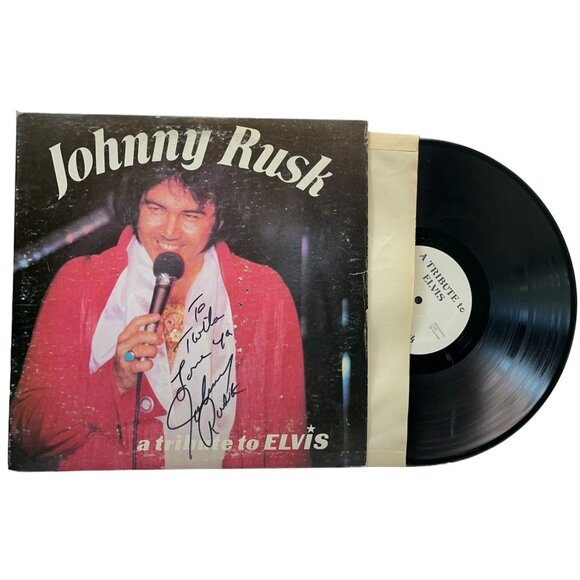 Johnny Rusk
To
Twila
Love ya
Johnny
Rusk
a tribute to ELViS
A TRIBUTE to
ELVIS